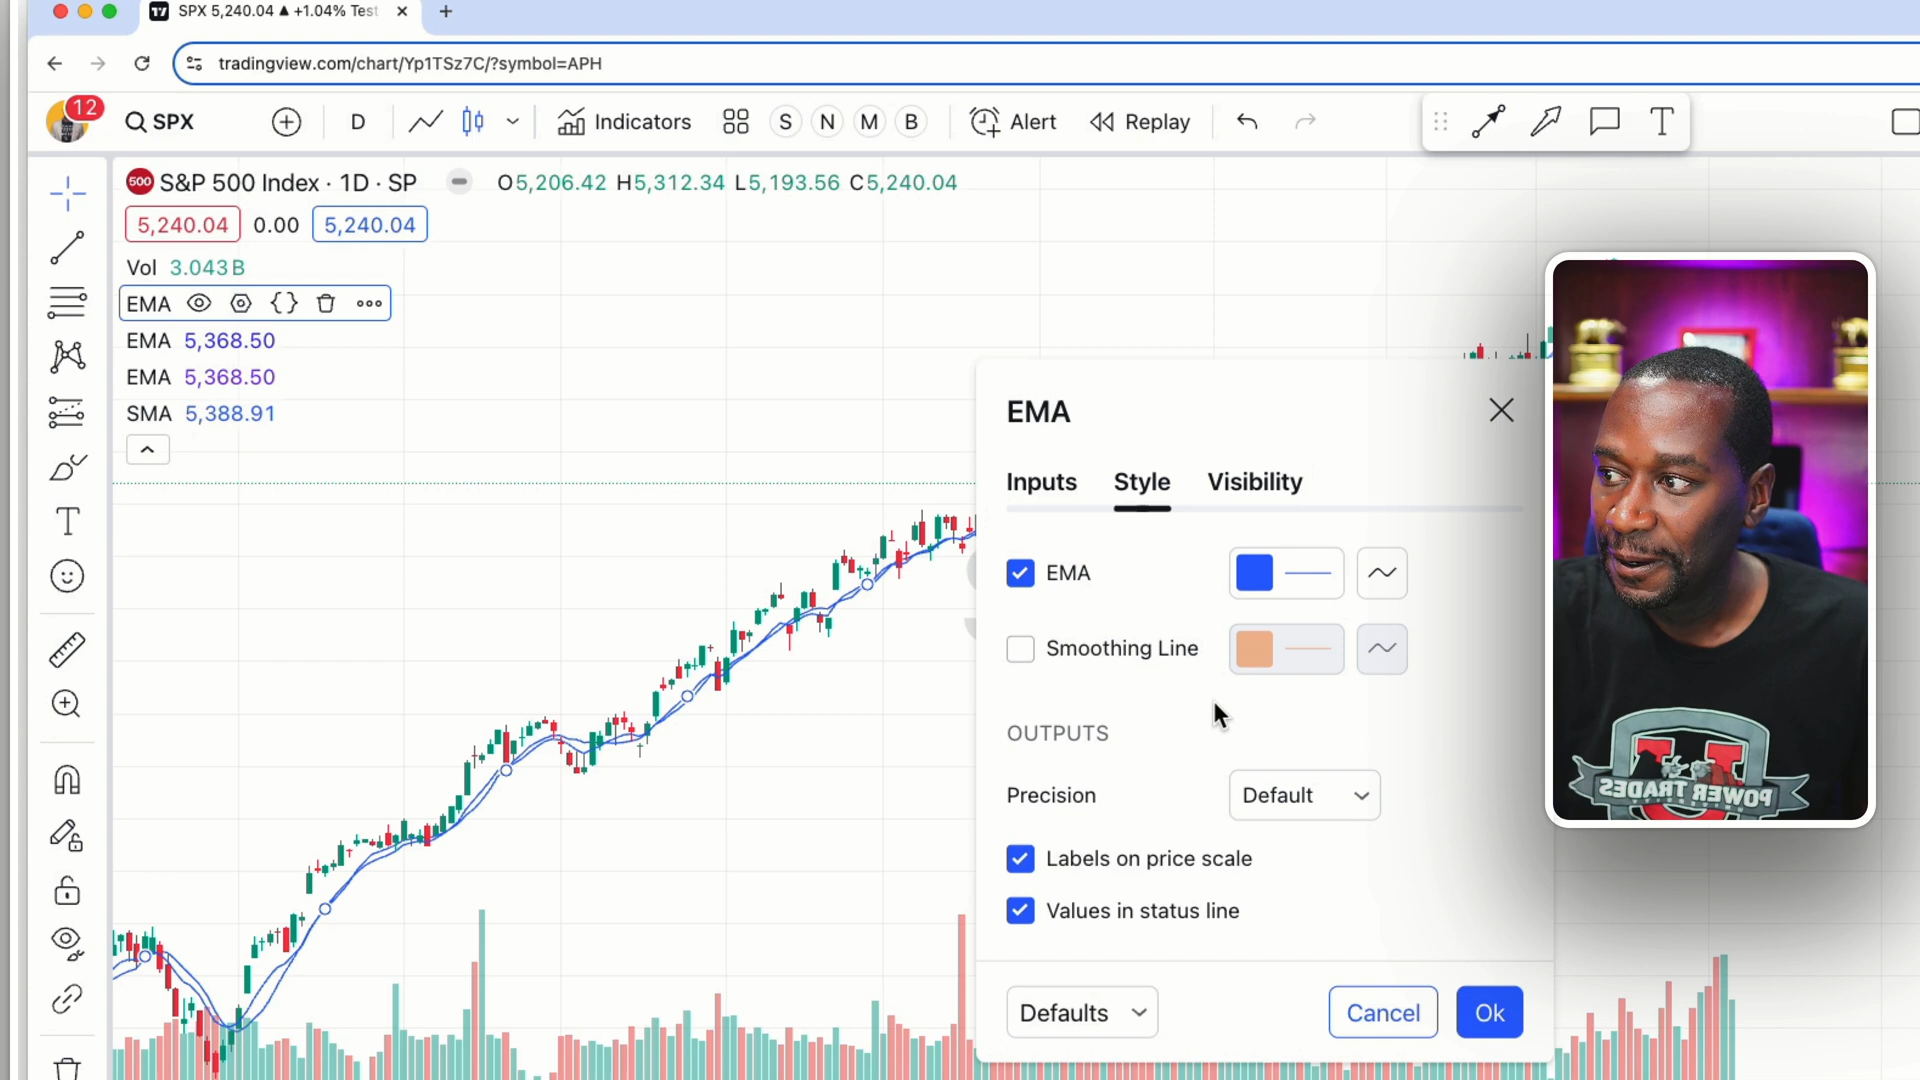 SPX 5,240.04 ▲ +1.04% Test
tradingview.com/chart/Yp1TSz7C/?symbol=APH
12
SPX
D
Indicators
S N M B
Alert
Replay
500 S&P 500 Index · 1D · SP
O5,206.42 H5,312.34 L5,193.56 C5,240.04
5,240.04 0.00 5,240.04
Vol 3.043B
EMA
EMA 5,368.50
EMA 5,368.50
SMA 5,388.91
EMA
Inputs Style Visibility
EMA
Smoothing Line
OUTPUTS
Precision Default
Labels on price scale
Values in status line
Defaults Cancel Ok
POWER TRADES